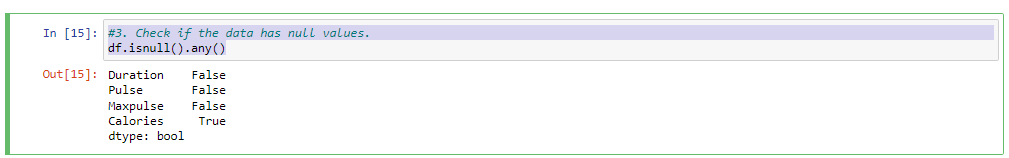 In [15]: #3. Check if the data has null values.
df.isnull().any()
Out[15]: Duration    False
Pulse       False
Maxpulse    False
Calories     True
dtype: bool